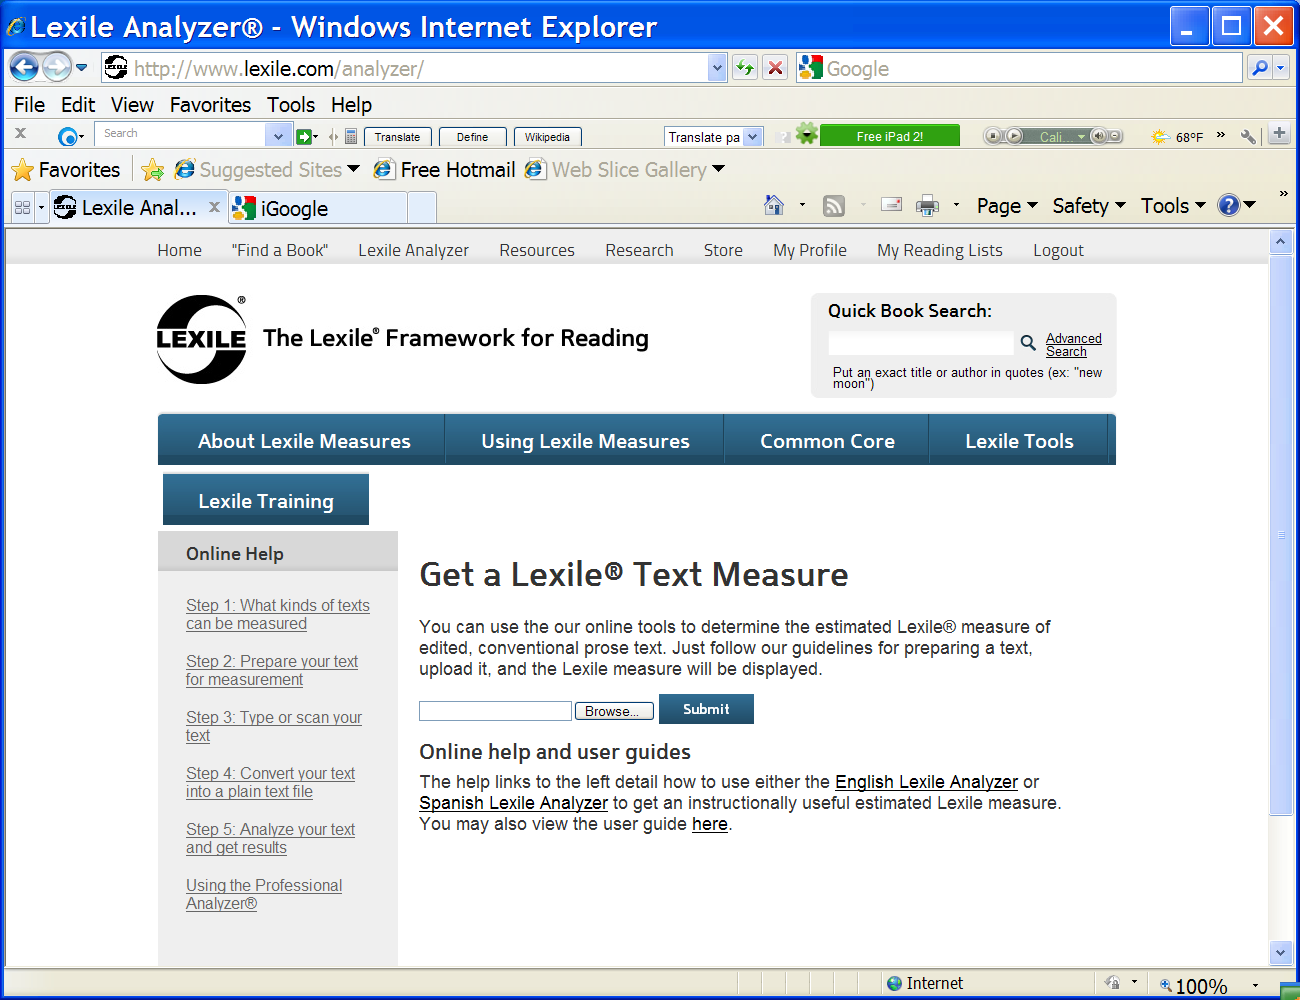 Lexile Analyzer® - Windows Internet Explorer
http://www.lexile.com/analyzer/
Google
File Edit View Favorites Tools Help
X Search Translate Define Wikipedia Translate pa Free iPad 2! Cali... 68°F »
Favorites Suggested Sites Free Hotmail Web Slice Gallery
Lexile Anal... x iGoogle Page Safety Tools »
Home "Find a Book" Lexile Analyzer Resources Research Store My Profile My Reading Lists Logout
LEXILE®
The Lexile® Framework for Reading
Quick Book Search:
Advanced
Search
Put an exact title or author in quotes (ex: "new
moon")
About Lexile Measures Using Lexile Measures Common Core Lexile Tools
Lexile Training
Online Help
Step 1: What kinds of texts
can be measured
Step 2: Prepare your text
for measurement
Step 3: Type or scan your
text
Step 4: Convert your text
into a plain text file
Step 5: Analyze your text
and get results
Using the Professional
Analyzer®
Get a Lexile® Text Measure
You can use the our online tools to determine the estimated Lexile® measure of
edited, conventional prose text. Just follow our guidelines for preparing a text,
upload it, and the Lexile measure will be displayed.
Browse... Submit
Online help and user guides
The help links to the left detail how to use either the English Lexile Analyzer or
Spanish Lexile Analyzer to get an instructionally useful estimated Lexile measure.
You may also view the user guide here.
Internet 100%